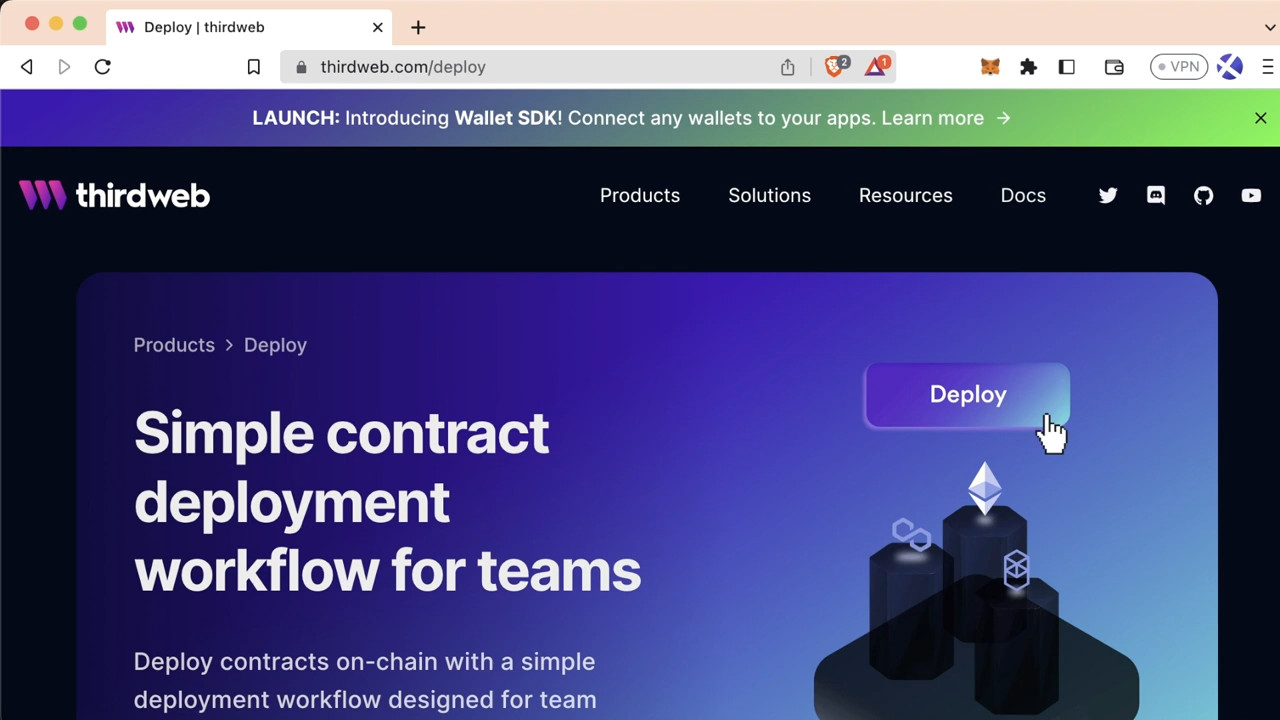 Deploy | thirdweb
thirdweb.com/deploy
2
1
VPN
LAUNCH: Introducing Wallet SDK! Connect any wallets to your apps. Learn more →
thirdweb
Products
Solutions
Resources
Docs
Products > Deploy
Deploy
Simple contract
deployment
workflow for teams
Deploy contracts on-chain with a simple
deployment workflow designed for team